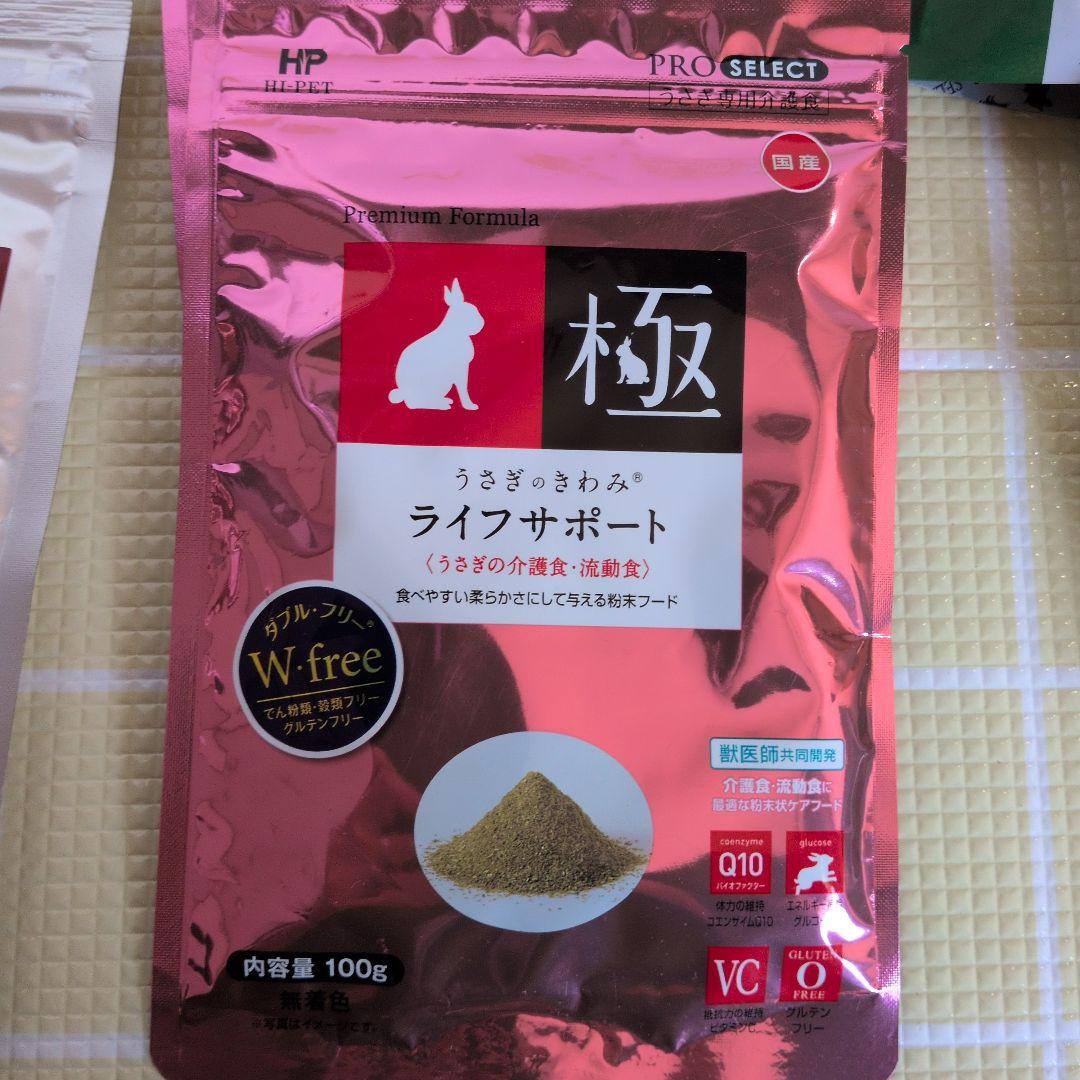 HP
HI-PET
PRO SELECT
うさぎ専用介護食
国産
Premium Formula
極
うさぎのきわみ®
ライフサポート
〈うさぎの介護食・流動食〉
食べやすい柔らかさにして与える粉末フード
ダブル・フリー®
W・free
でん粉類・穀類フリー
グルテンフリー
獣医師共同開発
介護食・流動食に
最適な粉末状ケアフード
coenzyme
Q10
バイオファクター
体力の維持
コエンザイムQ10
glucose
エネルギー
グルコ
VC
抵抗力の維持
ビタミンC
GLUTEN
0
FREE
グルテン
フリー
内容量 100g
無着色
※写真はイメージです。